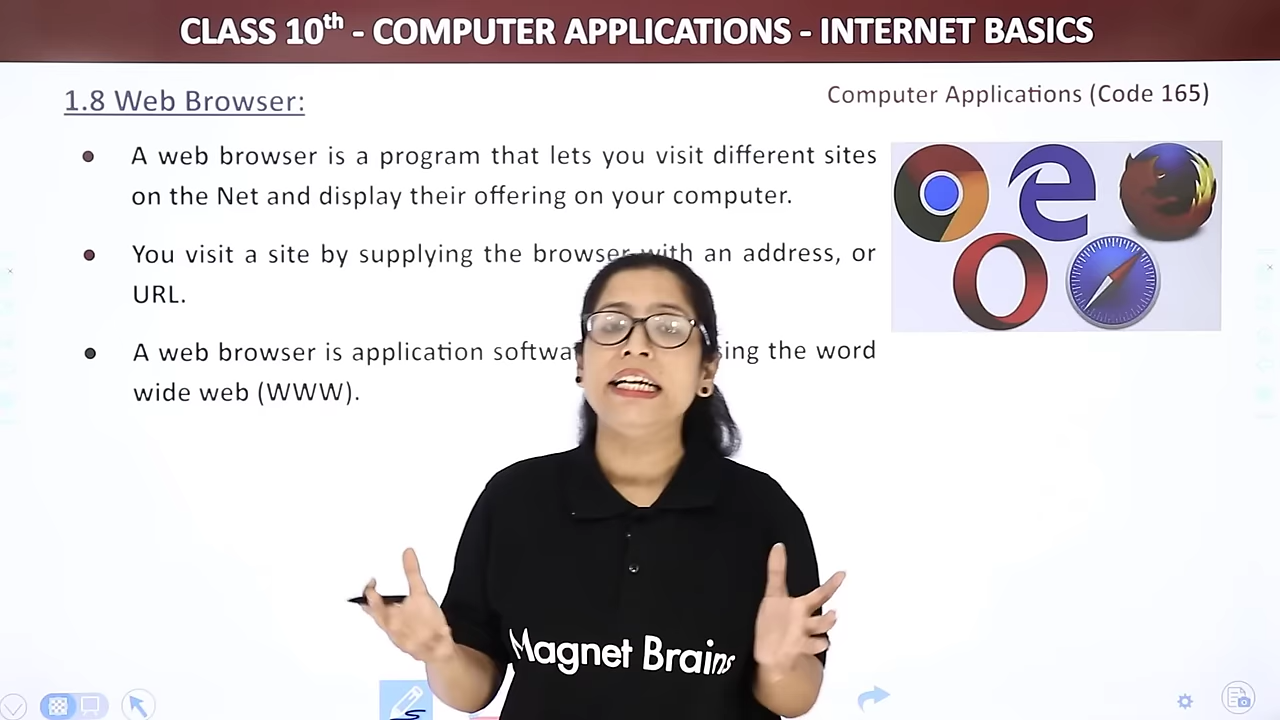 CLASS 10th - COMPUTER APPLICATIONS - INTERNET BASICS
1.8 Web Browser:
Computer Applications (Code 165)
A web browser is a program that lets you visit different sites
on the Net and display their offering on your computer.
You visit a site by supplying the browser with an address, or
URL.
A web browser is application the word
wide web (WWW).
Magnet Brains